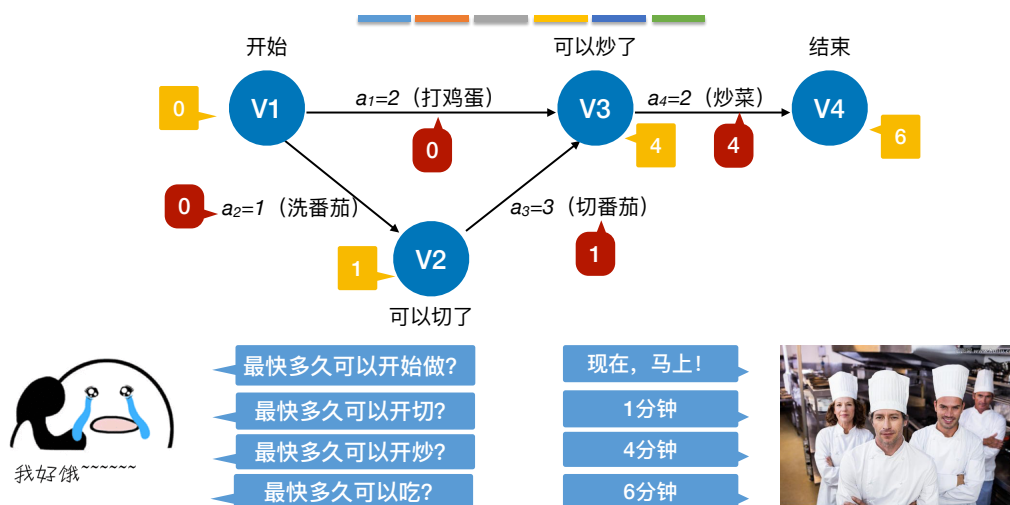 开始
可以炒了
结束
0
V1
a₁=2（打鸡蛋）
V3
a₄=2（炒菜）
V4
0
4
4
6
0
a₂=1（洗番茄）
a₃=3（切番茄）
1
V2
1
可以切了
最快多久可以开始做?
现在，马上！
最快多久可以开切?
1分钟
最快多久可以开炒?
4分钟
我好饿~~~~~~
最快多久可以吃?
6分钟